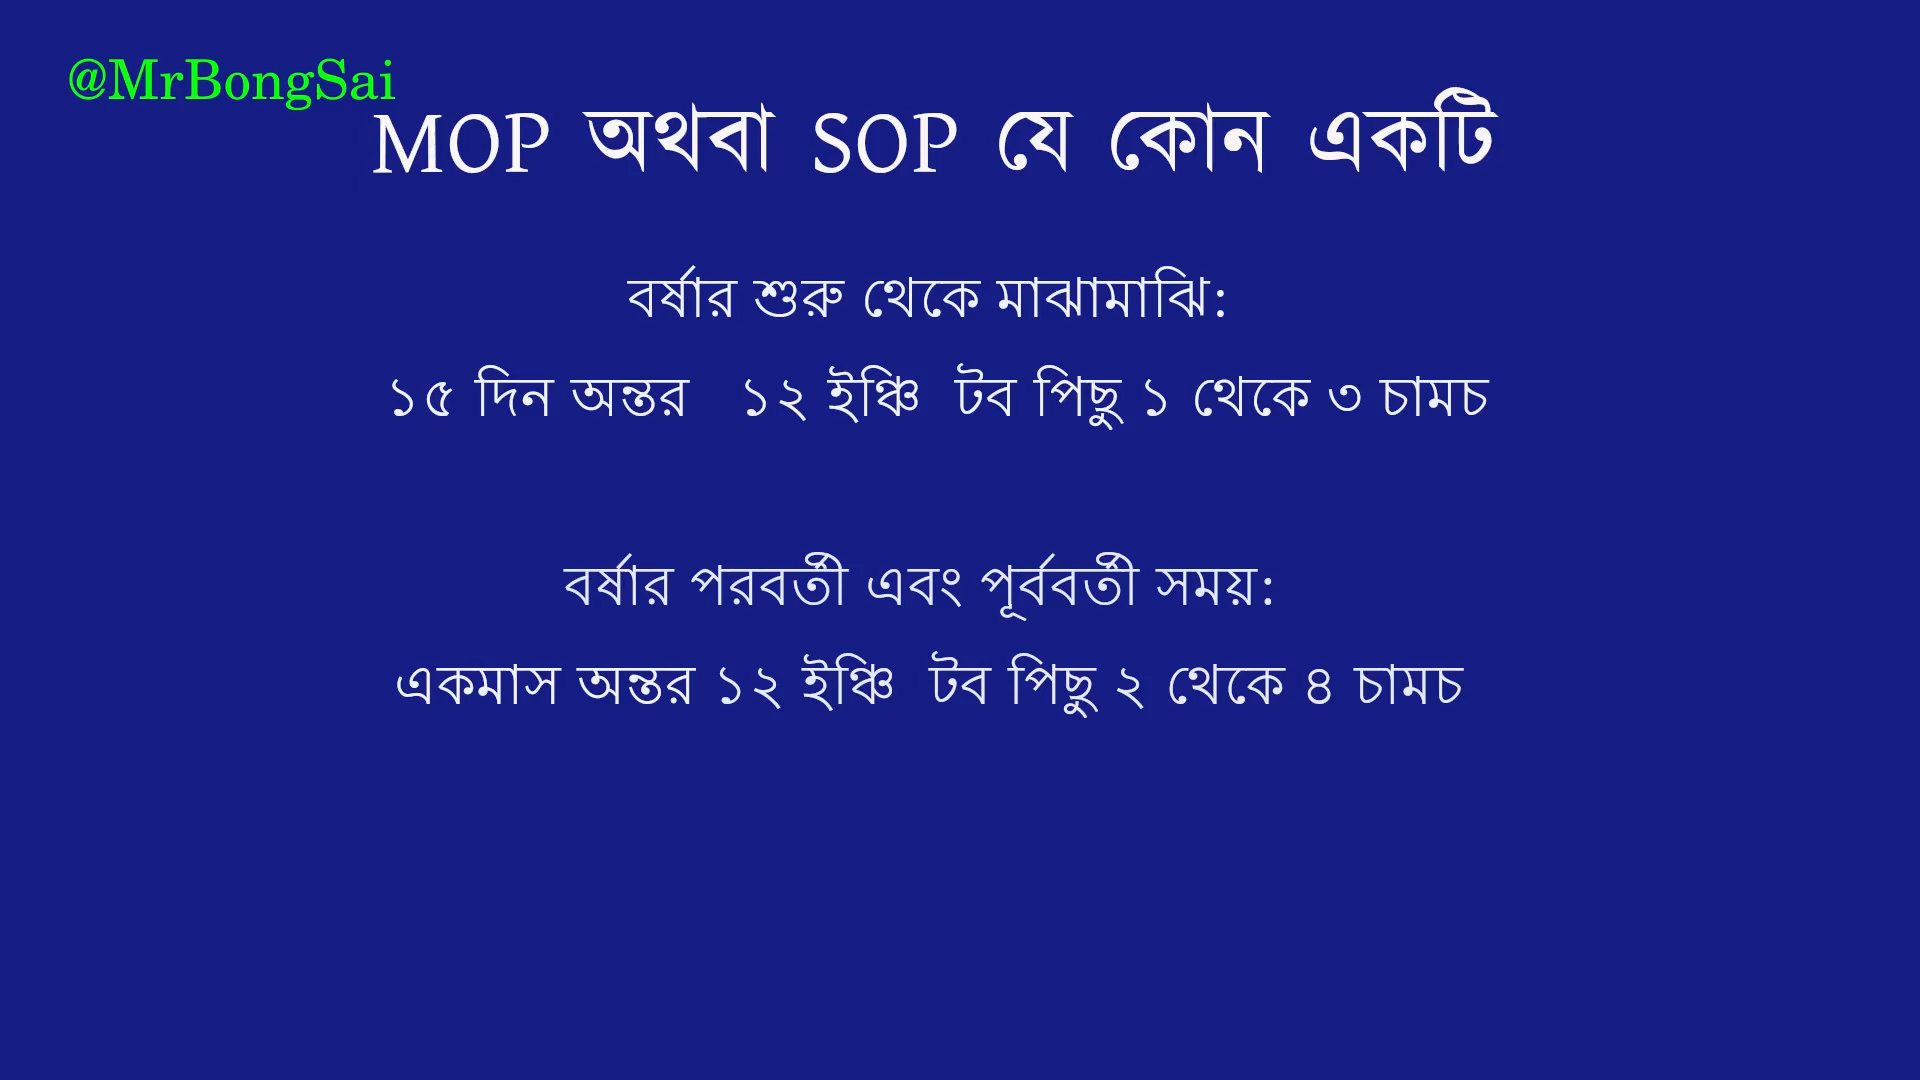 @MrBongSai
MOP অথবা SOP যে কোন একটি
বর্ষার শুরু থেকে মাঝামাঝি:
১৫ দিন অন্তর ১২ ইঞ্চি টব পিছু ১ থেকে ৩ চামচ
বর্ষার পরবর্তী এবং পূর্ববর্তী সময়:
একমাস অন্তর ১২ ইঞ্চি টব পিছু ২ থেকে ৪ চামচ